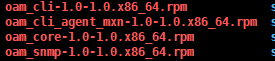 oam_cli-1.0-1.0.x86_64.rpm
oam_cli_agent_mxn-1.0-1.0.x86_64.rpm
oam_core-1.0-1.0.x86_64.rpm
oam_snmp-1.0-1.0.x86_64.rpm